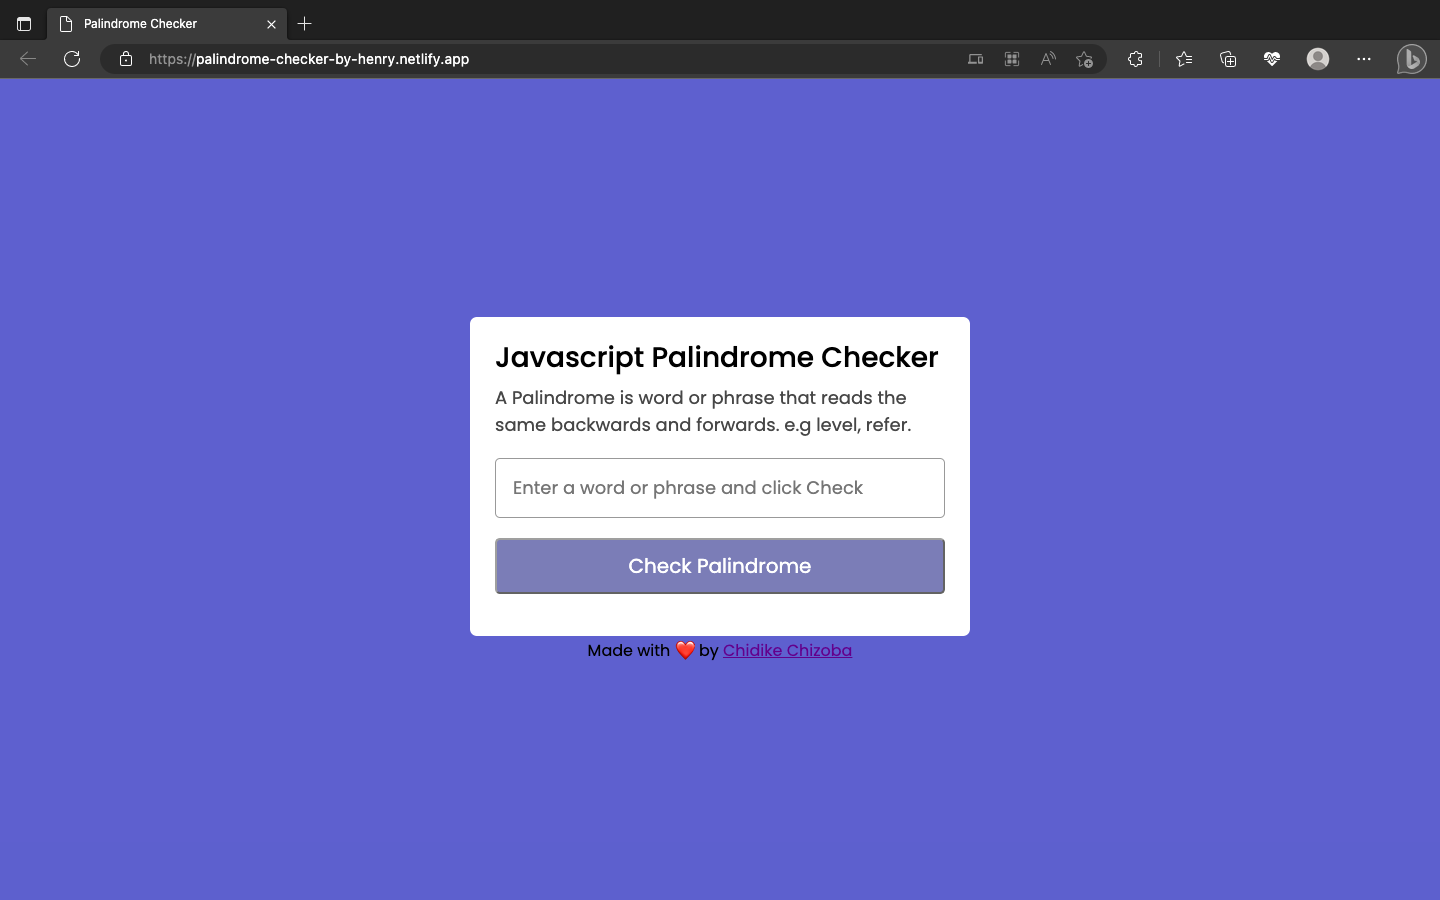 Palindrome Checker
https://palindrome-checker-by-henry.netlify.app
Javascript Palindrome Checker
A Palindrome is word or phrase that reads the
same backwards and forwards. e.g level, refer.
Enter a word or phrase and click Check
Check Palindrome
Made with ❤️ by Chidike Chizoba